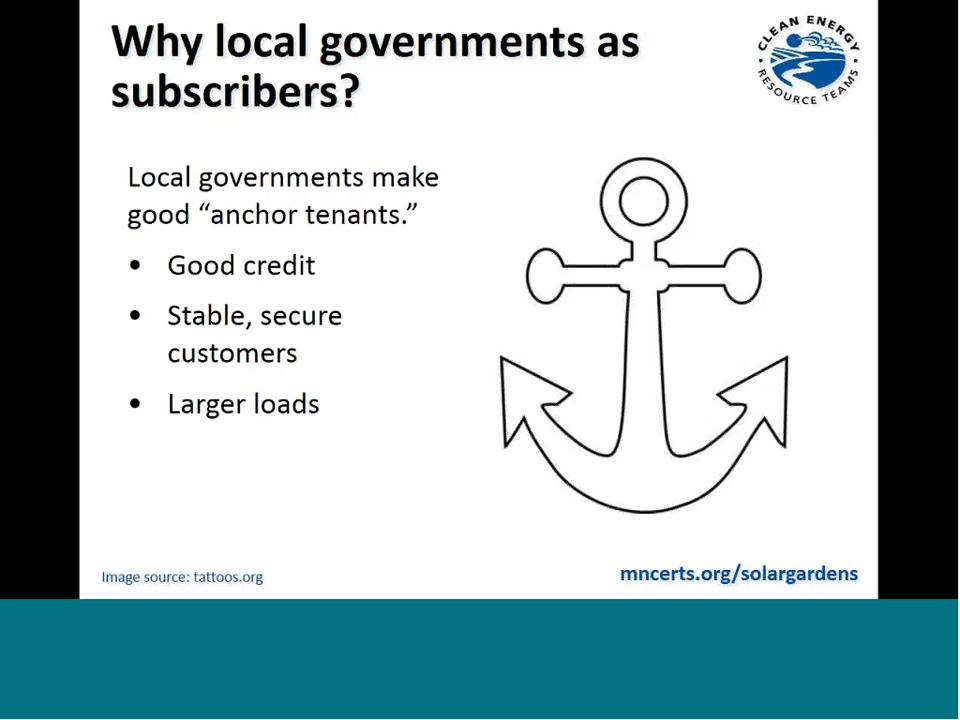 Why local governments as
subscribers?
CLEAN ENERGY
RESOURCE TEAMS
Local governments make
good “anchor tenants.”
• Good credit
• Stable, secure
customers
• Larger loads
Image source: tattoos.org
mncerts.org/solargardens